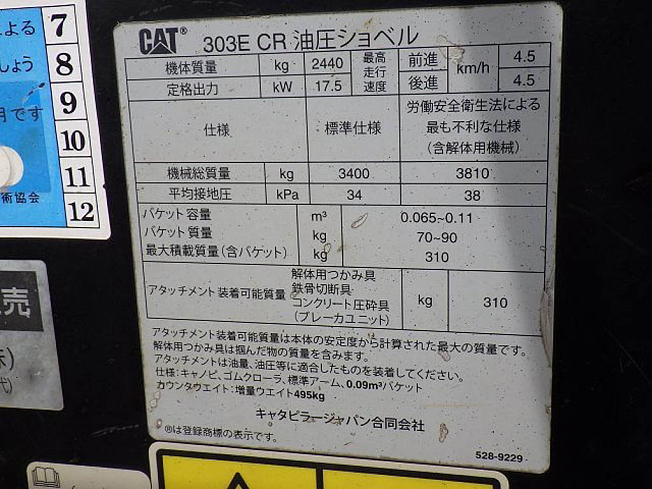 よる 7
しょう 8
9
月です 10
11
術協会 12
売
株)
代)
CAT® 303E CR 油圧ショベル
機体質量 kg 2440 最高走行速度 前進 km/h 4.5
定格出力 kW 17.5 後進 4.5
仕様 標準仕様 労働安全衛生法による
最も不利な仕様
(含解体用機械)
機械総質量 kg 3400 3810
平均接地圧 kPa 34 38
バケット容量 m³ 0.065~0.11
バケット質量 kg 70~90
最大積載質量(含バケット) kg 310
アタッチメント装着可能質量 解体用つかみ具
鉄骨切断具
コンクリート圧砕具
(ブレーカユニット) kg 310
アタッチメント装着可能質量は本体の安定度から計算された最大の質量です。
解体用つかみ具は掴んだ物の質量を含みます。
アタッチメントは油量、油圧等に適合したものを装着してください。
仕様:キャノピ、ゴムクローラ、標準アーム、0.09m³バケット
カウンタウエイト:増量ウエイト495kg
キャタピラージャパン合同会社
®は登録商標の表示です。
528-9229